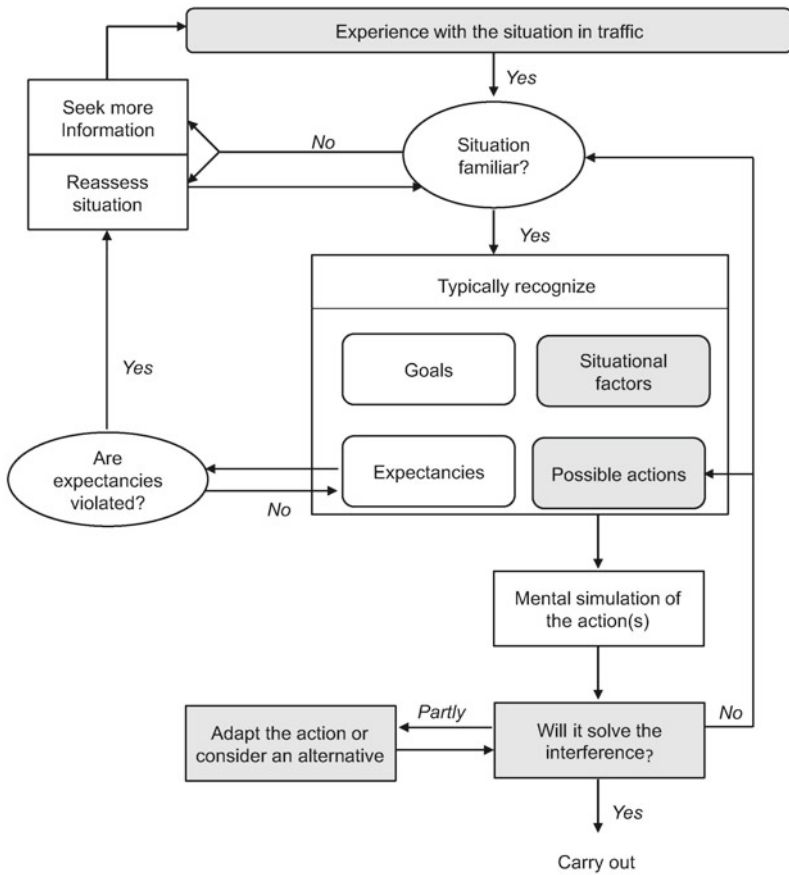 Experience with the situation in traffic
Yes
Seek more
Information
No
Situation
familiar?
Reassess
situation
Yes
Typically recognize
Goals
Situational
factors
Yes
Are
expectancies
violated?
Expectancies
Possible actions
No
Mental simulation of
the action(s)
Partly
No
Adapt the action or
consider an alternative
Will it solve the
interference?
Yes
Carry out